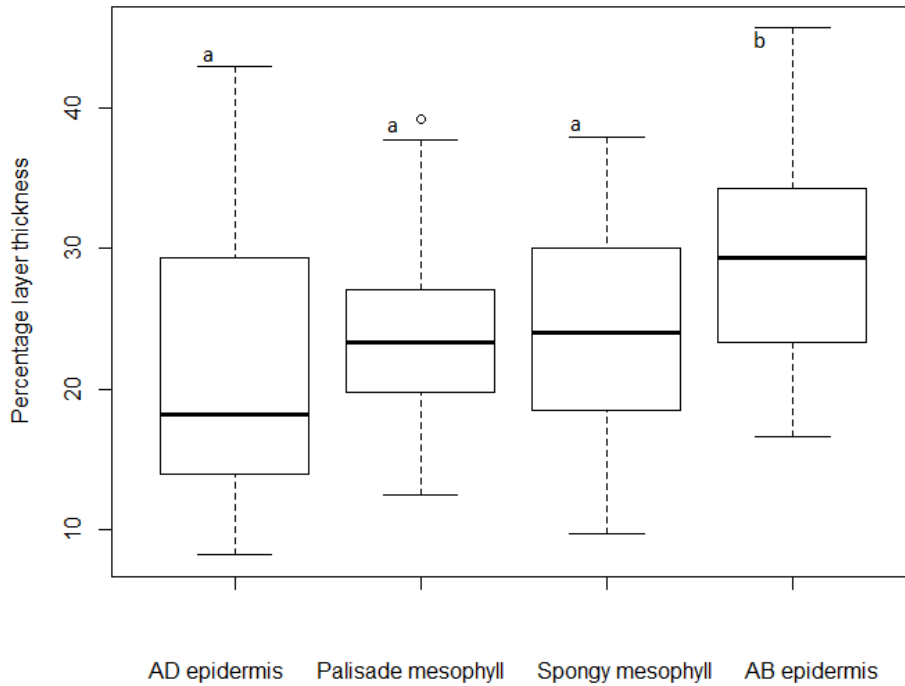 Percentage layer thickness
40
30
20
10
a
a
a
b
AD epidermis
Palisade mesophyll
Spongy mesophyll
AB epidermis